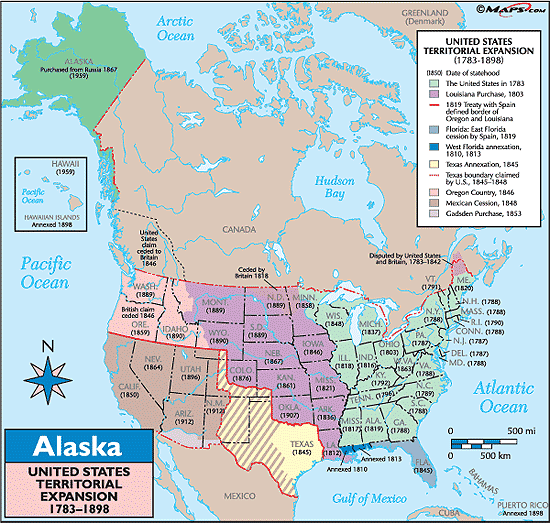 ©MAPS.COM
Arctic
Ocean
GREENLAND
(Denmark)
ALASKA
Purchased from Russia 1867
(1959)
UNITED STATES
TERRITORIAL EXPANSION
(1783-1898)
(1850) Date of statehood
The United States in 1783
Louisiana Purchase, 1803
1819 Treaty with Spain
defined border of
Oregon and Louisiana
Florida: East Florida
cession by Spain, 1819
West Florida annexation,
1810, 1813
Texas Annexation, 1845
Texas boundary claimed
by U.S., 1845-1848
Oregon Country, 1846
Mexican Cession, 1848
Gadsden Purchase, 1853
HAWAII
(1959)
Pacific
Ocean
HAWAIIAN ISLANDS
Annexed 1898
Hudson
Bay
CANADA
United
States
claim
ceded to
Britain
1846
Disputed by United States
and Britain, 1783–1842
Ceded by
Britain 1818
Pacific
Ocean
WASH.
(1889)
British claim
ceded 1846
ORE.
(1859)
IDAHO
(1890)
MONT.
(1889)
WYO.
(1890)
N.D.
(1889)
S.D.
(1889)
NEB.
(1867)
KAN.
(1861)
MINN.
(1858)
IOWA
(1846)
MISS.
(1821)
ARK.
(1836)
LA.
(1812)
OKLA.
(1907)
COLO.
(1876)
NEV.
(1864)
UTAH
(1896)
CALIF.
(1850)
ARIZ.
(1912)
N.M.
(1912)
TEXAS
(1845)
WIS.
(1848)
MICH.
(1837)
ILL.
(1818)
IND.
(1816)
OHIO
(1803)
KY.
(1792)
TENN.
(1796)
MISS.
(1817)
ALA.
(1819)
GA.
(1788)
FLA.
(1845)
S.C.
(1788)
N.C.
(1789)
VA.
(1788)
PA.
(1787)
N.Y.
(1788)
VT.
(1791)
ME.
(1820)
N.H. (1788)
MASS. (1788)
R.I. (1790)
CONN. (1788)
N.J. (1787)
DEL. (1787)
MD. (1788)
(1863)
Annexed 1813
Annexed 1810
Atlantic
Ocean
N
0 500 mi
0 500 km
Alaska
UNITED STATES
TERRITORIAL
EXPANSION
1783–1898
MEXICO
Gulf of Mexico
BAHAMAS
CUBA
PUERTO RICO
Annexed 1898